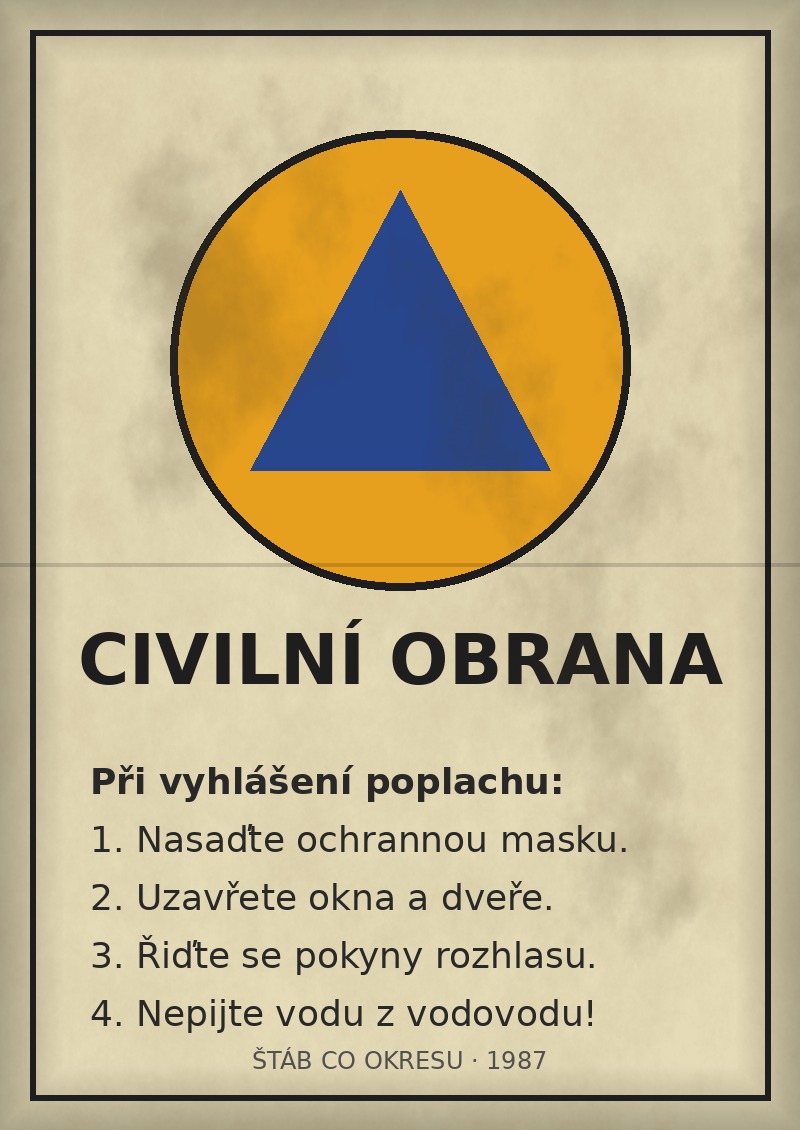 CIVILNÍ OBRANA
Při vyhlášení poplachu:
1. Nasaďte ochrannou masku.
2. Uzavřete okna a dveře.
3. Řiďte se pokyny rozhlasu.
4. Nepijte vodu z vodovodu!
ŠTÁB CO OKRESU · 1987